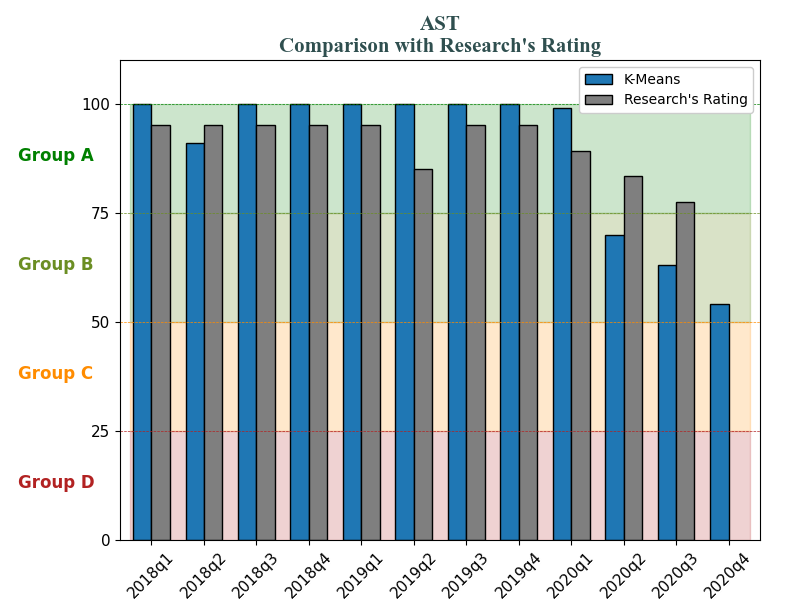 AST
Comparison with Research's Rating
K-Means
Research's Rating
100
Group A
75
Group B
50
Group C
25
Group D
0
2018q1
2018q2
2018q3
2018q4
2019q1
2019q2
2019q3
2019q4
2020q1
2020q2
2020q3
2020q4